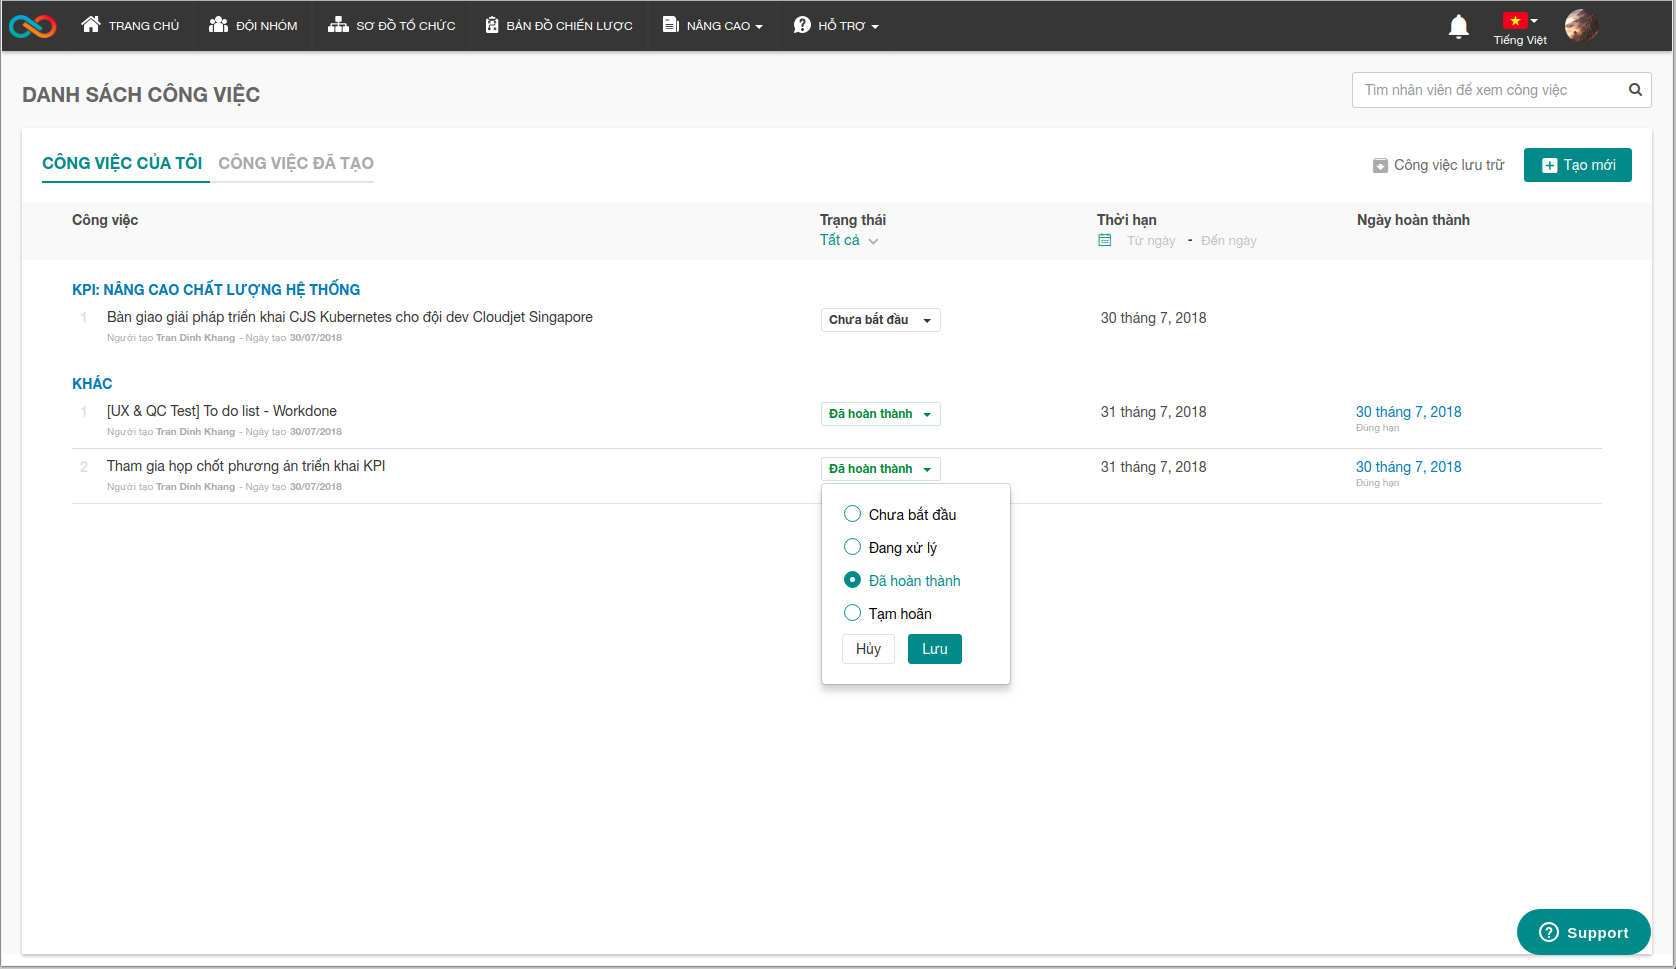 TRANG CHỦ ĐỘI NHÓM SƠ ĐỒ TỔ CHỨC BẢN ĐỒ CHIẾN LƯỢC NÂNG CAO HỖ TRỢ Tiếng Việt
DANH SÁCH CÔNG VIỆC
Tìm nhân viên để xem công việc
CÔNG VIỆC CỦA TÔI CÔNG VIỆC ĐÃ TẠO
Công việc lưu trữ Tạo mới
Công việc Trạng thái Thời hạn Ngày hoàn thành
Tất cả Từ ngày - Đến ngày
KPI: NÂNG CAO CHẤT LƯỢNG HỆ THỐNG
1 Bàn giao giải pháp triển khai CJS Kubernetes cho đội dev Cloudjet Singapore Chưa bắt đầu 30 tháng 7, 2018
Người tạo Tran Dinh Khang - Ngày tạo 30/07/2018
KHÁC
1 [UX & QC Test] To do list - Workdone Đã hoàn thành 31 tháng 7, 2018 30 tháng 7, 2018
Người tạo Tran Dinh Khang - Ngày tạo 30/07/2018 Đúng hạn
2 Tham gia họp chốt phương án triển khai KPI Đã hoàn thành 31 tháng 7, 2018 30 tháng 7, 2018
Người tạo Tran Dinh Khang - Ngày tạo 30/07/2018 Đúng hạn
Chưa bắt đầu
Đang xử lý
Đã hoàn thành
Tạm hoãn
Hủy Lưu
Support